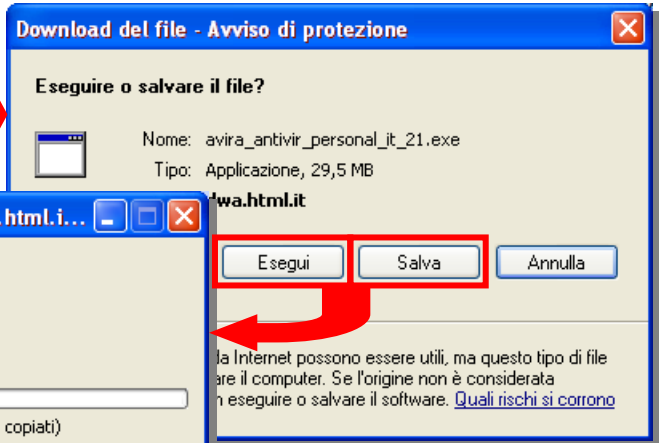 Download del file - Avviso di protezione
Eseguire o salvare il file?
Nome: avira_antivir_personal_it_21.exe
Tipo: Applicazione, 29,5 MB
dwa.html.it
.html.i...
Esegui Salva Annulla
da Internet possono essere utili, ma questo tipo di file
are il computer. Se l'origine non è considerata
n eseguire o salvare il software. Quali rischi si corrono
copiati)